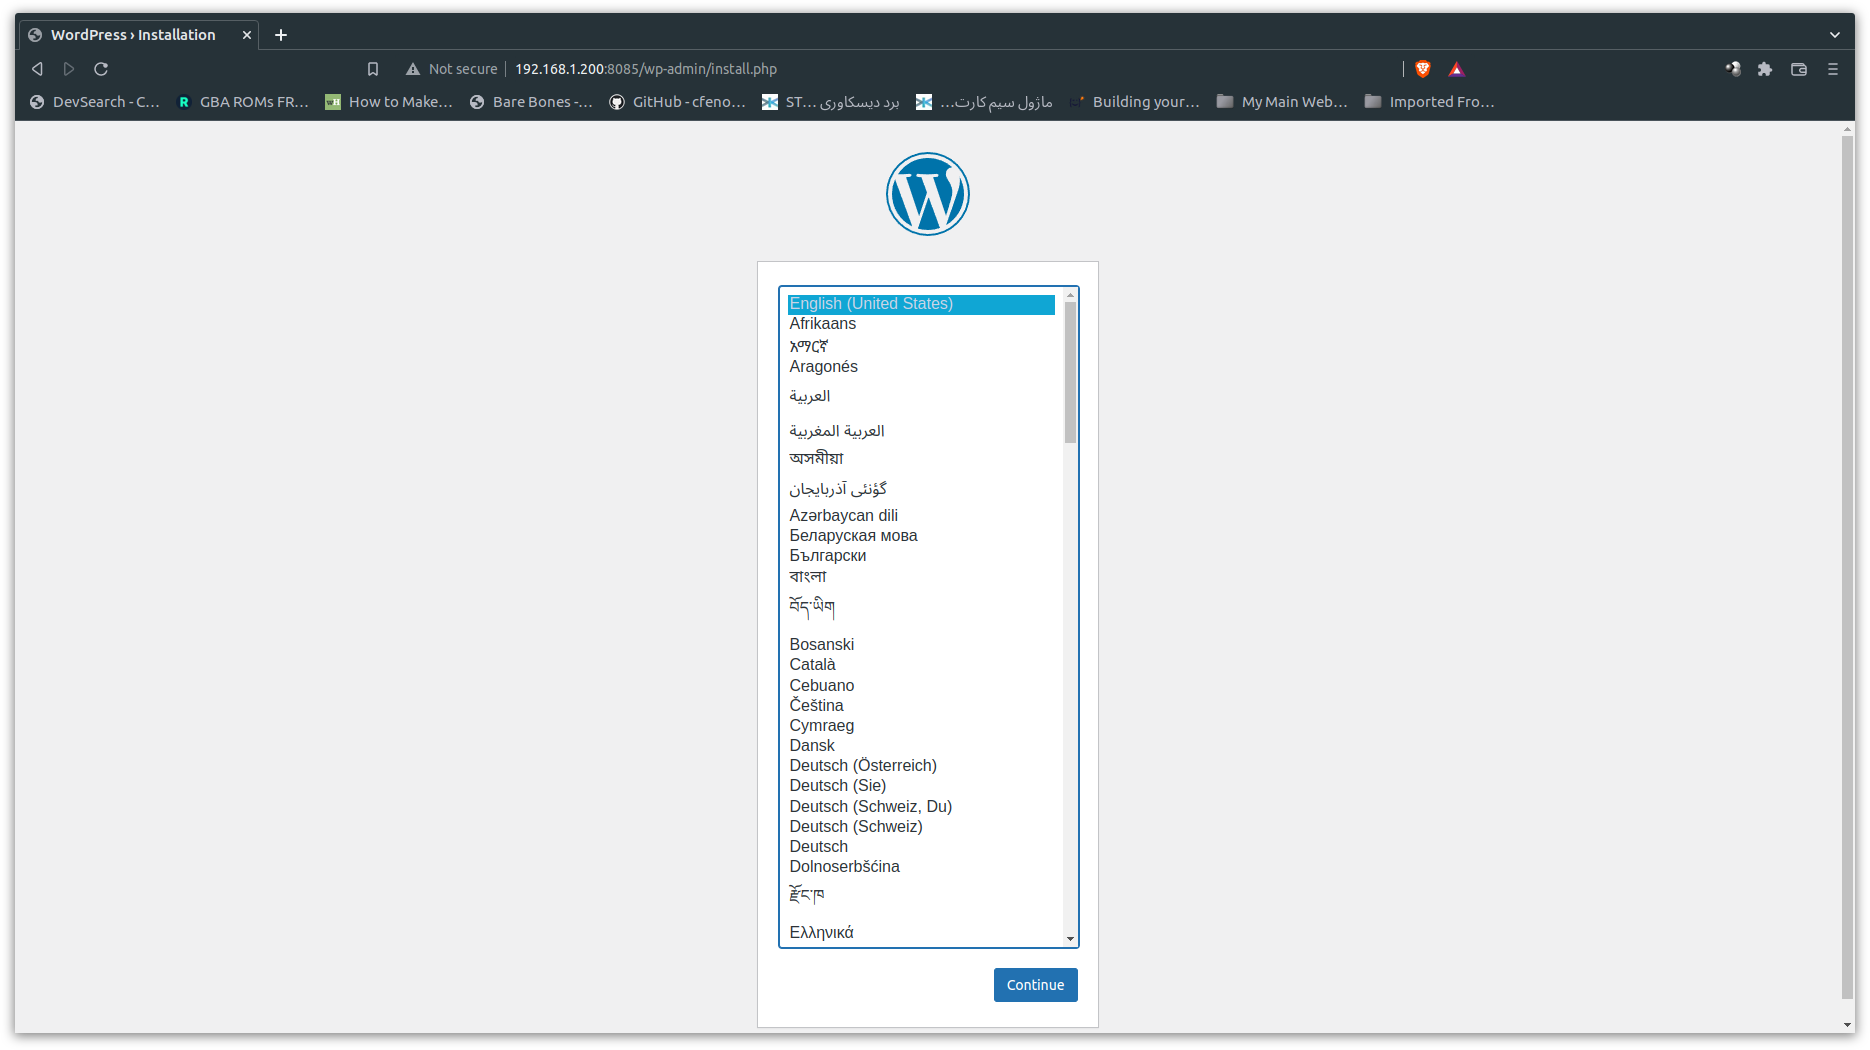 WordPress › Installation
Not secure 192.168.1.200:8085/wp-admin/install.php
DevSearch - C... GBA ROMs FR... How to Make... Bare Bones -... GitHub - cfeno... برد دیسکاوری ST... ماژول سیم کارت... Building your... My Main Web... Imported Fro...
English (United States)
Afrikaans
አማርኛ
Aragonés
العربية
العربية المغربية
অসমীয়া
گؤنئی آذربایجان
Azərbaycan dili
Беларуская мова
Български
বাংলা
བོད་ཡིག
Bosanski
Català
Cebuano
Čeština
Cymraeg
Dansk
Deutsch (Österreich)
Deutsch (Sie)
Deutsch (Schweiz, Du)
Deutsch (Schweiz)
Deutsch
Dolnoserbšćina
རྫོང་ཁ
Ελληνικά
Continue